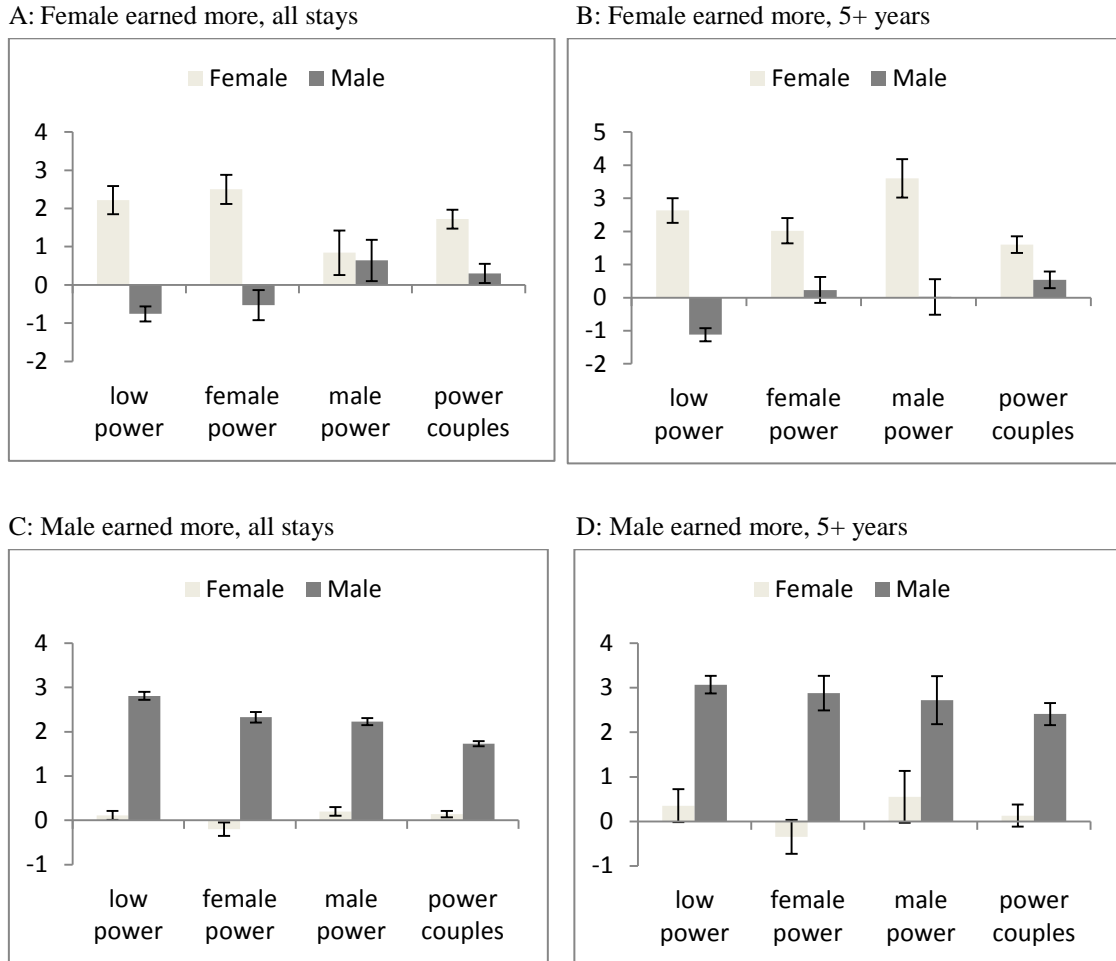 A: Female earned more, all stays
Female Male
4
3
2
1
0
-1
-2
low power
female power
male power
power couples
B: Female earned more, 5+ years
Female Male
5
4
3
2
1
0
-1
-2
low power
female power
male power
power couples
C: Male earned more, all stays
Female Male
4
3
2
1
0
-1
low power
female power
male power
power couples
D: Male earned more, 5+ years
Female Male
4
3
2
1
0
-1
low power
female power
male power
power couples